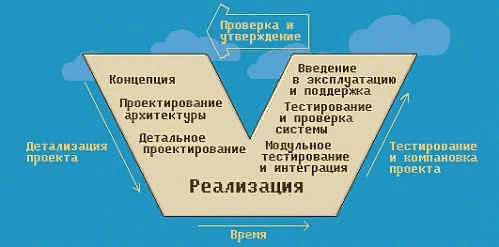 Проверка и
утверждение
Концепция
Проектирование
архитектуры
Детальное
проектирование
Введение
в эксплуатацию
и поддержка
Тестирование
и проверка
системы
Модульное
тестирование
и интеграция
Реализация
Детализация
проекта
Тестирование
и компановка
проекта
Время